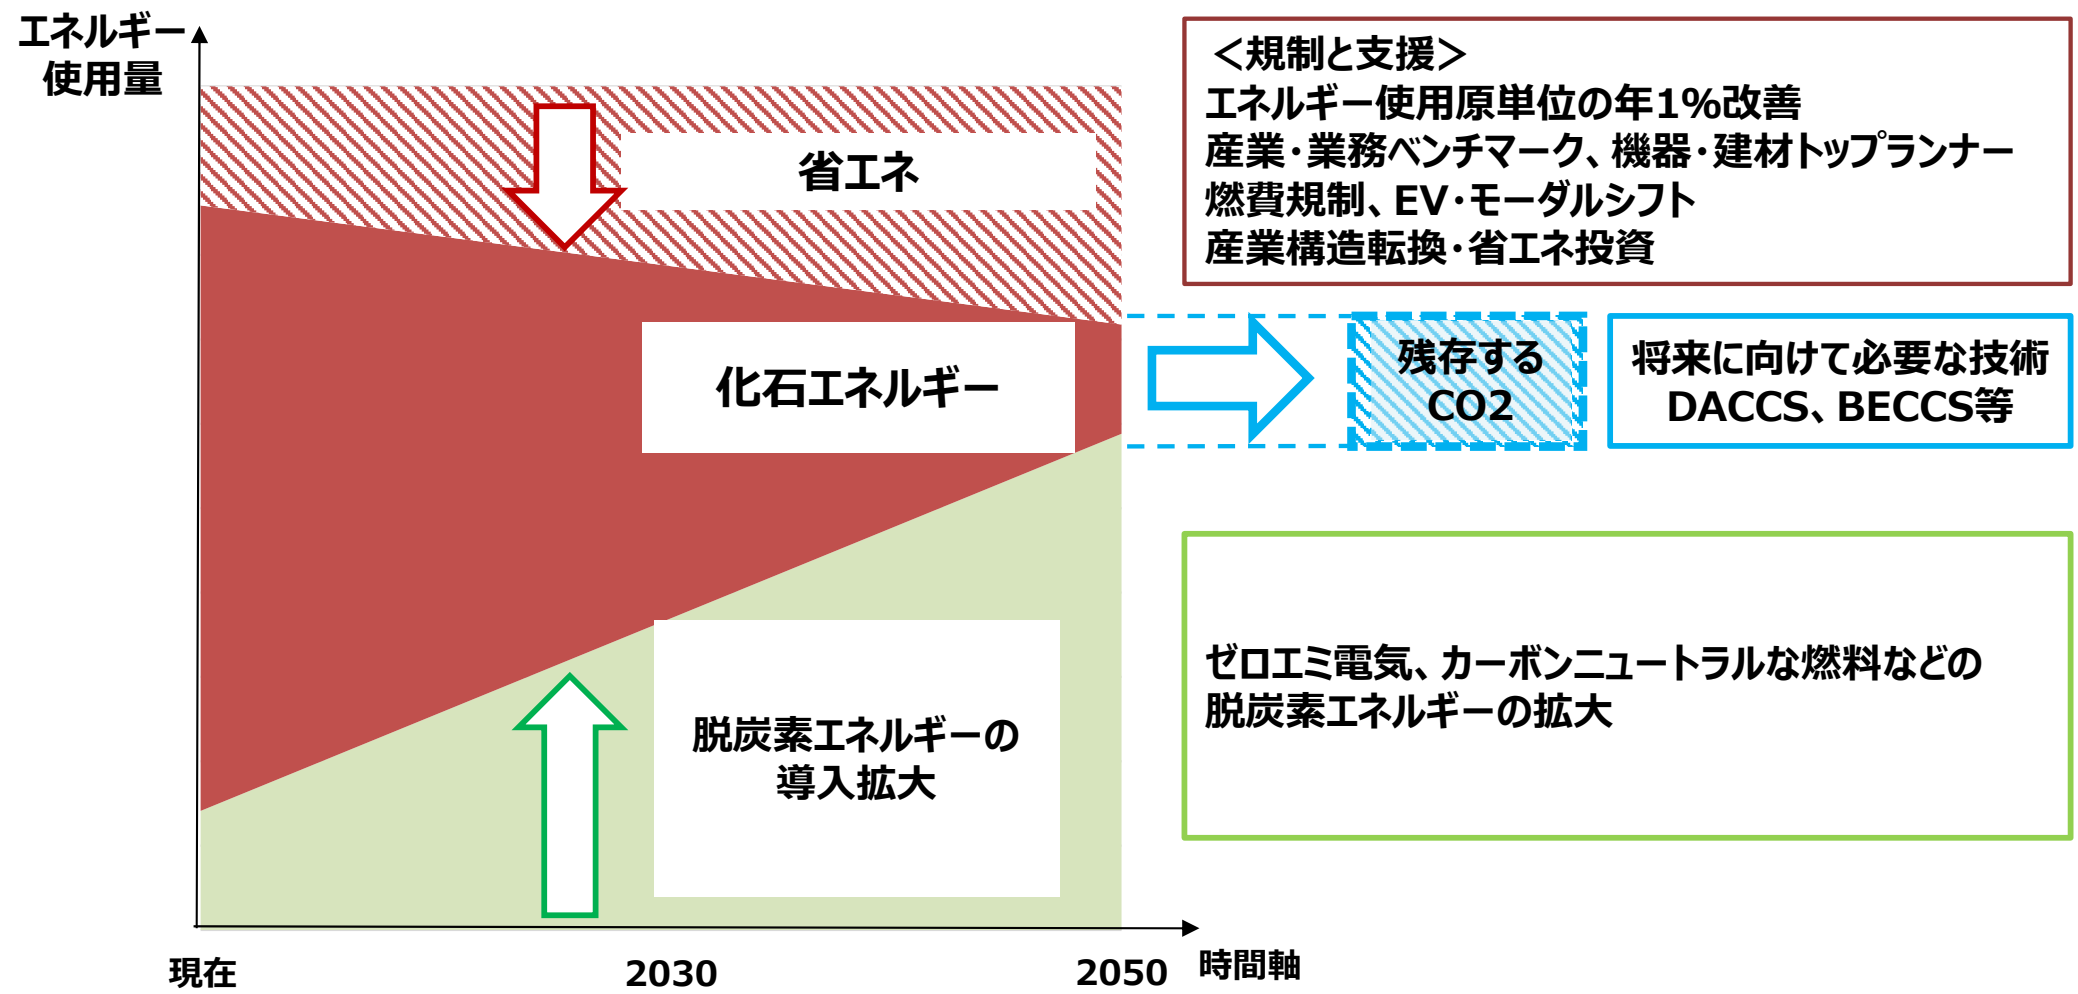 エネルギー
使用量
省エネ
化石エネルギー
脱炭素エネルギーの
導入拡大
現在
2030
2050
時間軸
＜規制と支援＞
エネルギー使用原単位の年1%改善
産業・業務ベンチマーク、機器・建材トップランナー
燃費規制、EV・モーダルシフト
産業構造転換・省エネ投資
残存する
CO2
将来に向けて必要な技術
DACCS、BECCS等
ゼロエミ電気、カーボンニュートラルな燃料などの
脱炭素エネルギーの拡大